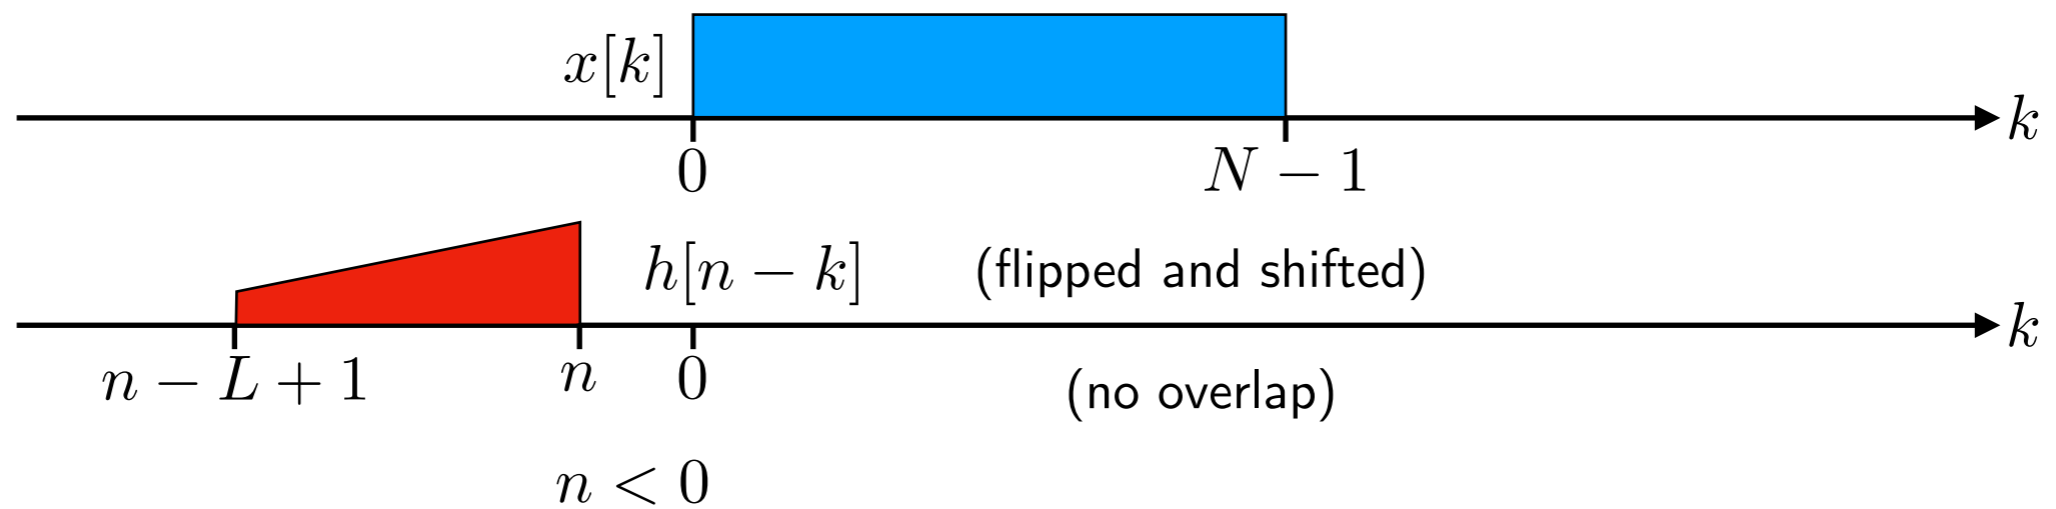 x[k]
k
0 N − 1
h[n − k] (flipped and shifted)
k
n − L + 1 n 0 (no overlap)
n < 0